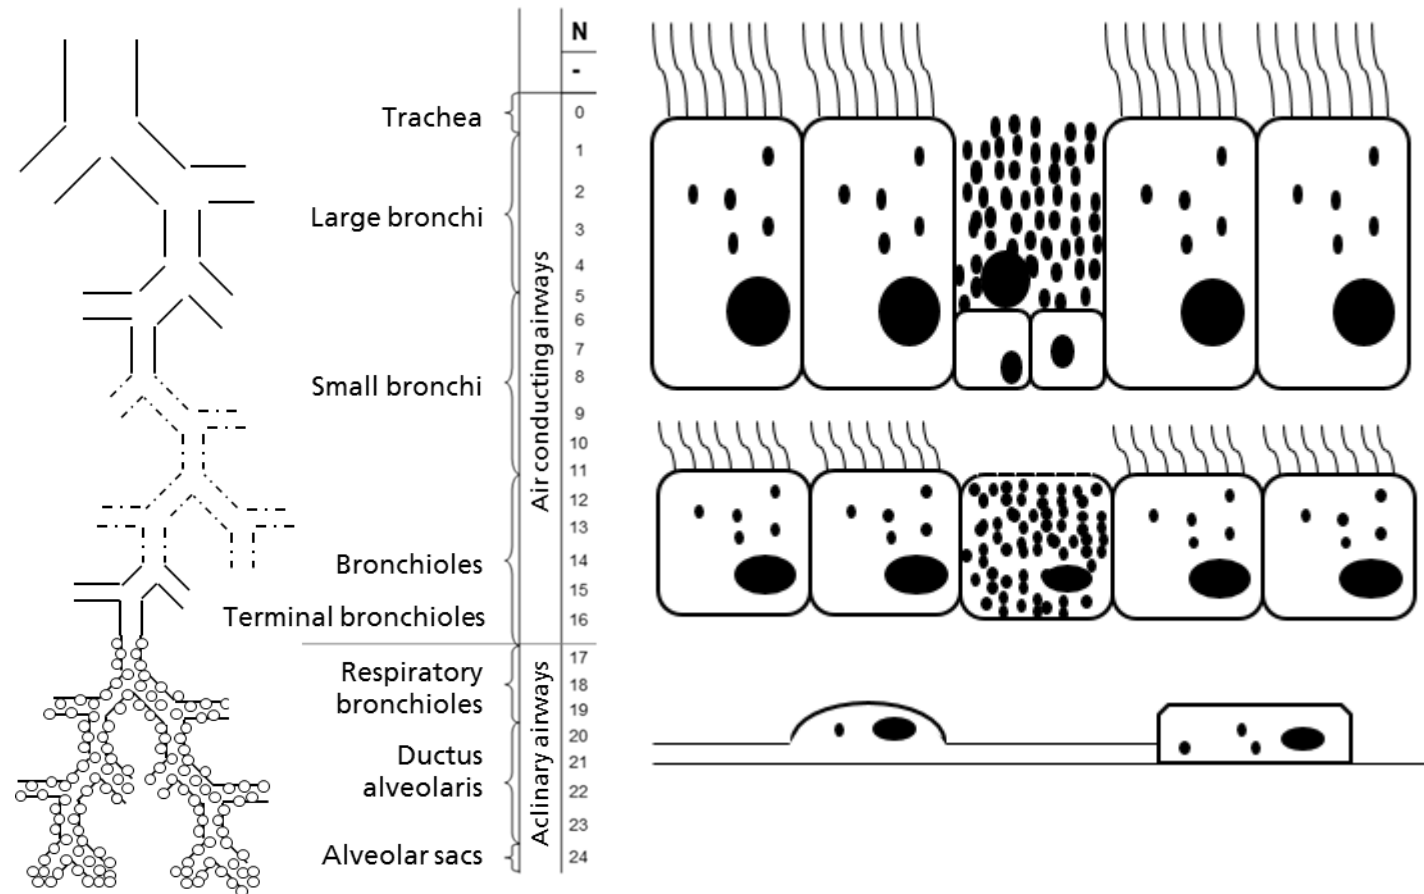 N
-
Trachea
0
1
Large bronchi
2
3
4
5
6
7
Small bronchi
8
9
10
11
Air conducting airways
12
13
Bronchioles
14
15
Terminal bronchioles
16
17
Respiratory
bronchioles
18
19
Aclinary airways
20
Ductus
alveolaris
21
22
23
Alveolar sacs
24